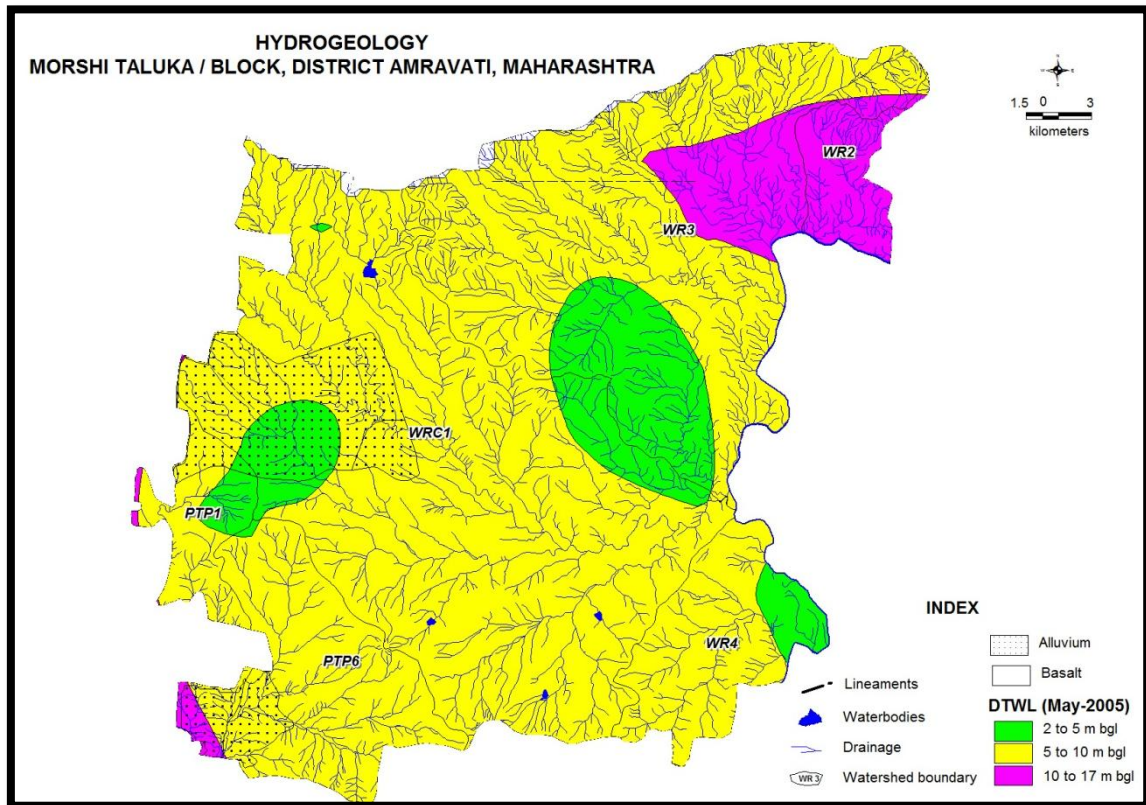 HYDROGEOLOGY
MORSHI TALUKA / BLOCK, DISTRICT AMRAVATI, MAHARASHTRA
1.5 0 3
kilometers
WR2
WR3
WRC1
PTP1
PTP6
WR4
INDEX
Alluvium
Basalt
Lineaments
Waterbodies
Drainage
WR 3 Watershed boundary
DTWL (May-2005)
2 to 5 m bgl
5 to 10 m bgl
10 to 17 m bgl